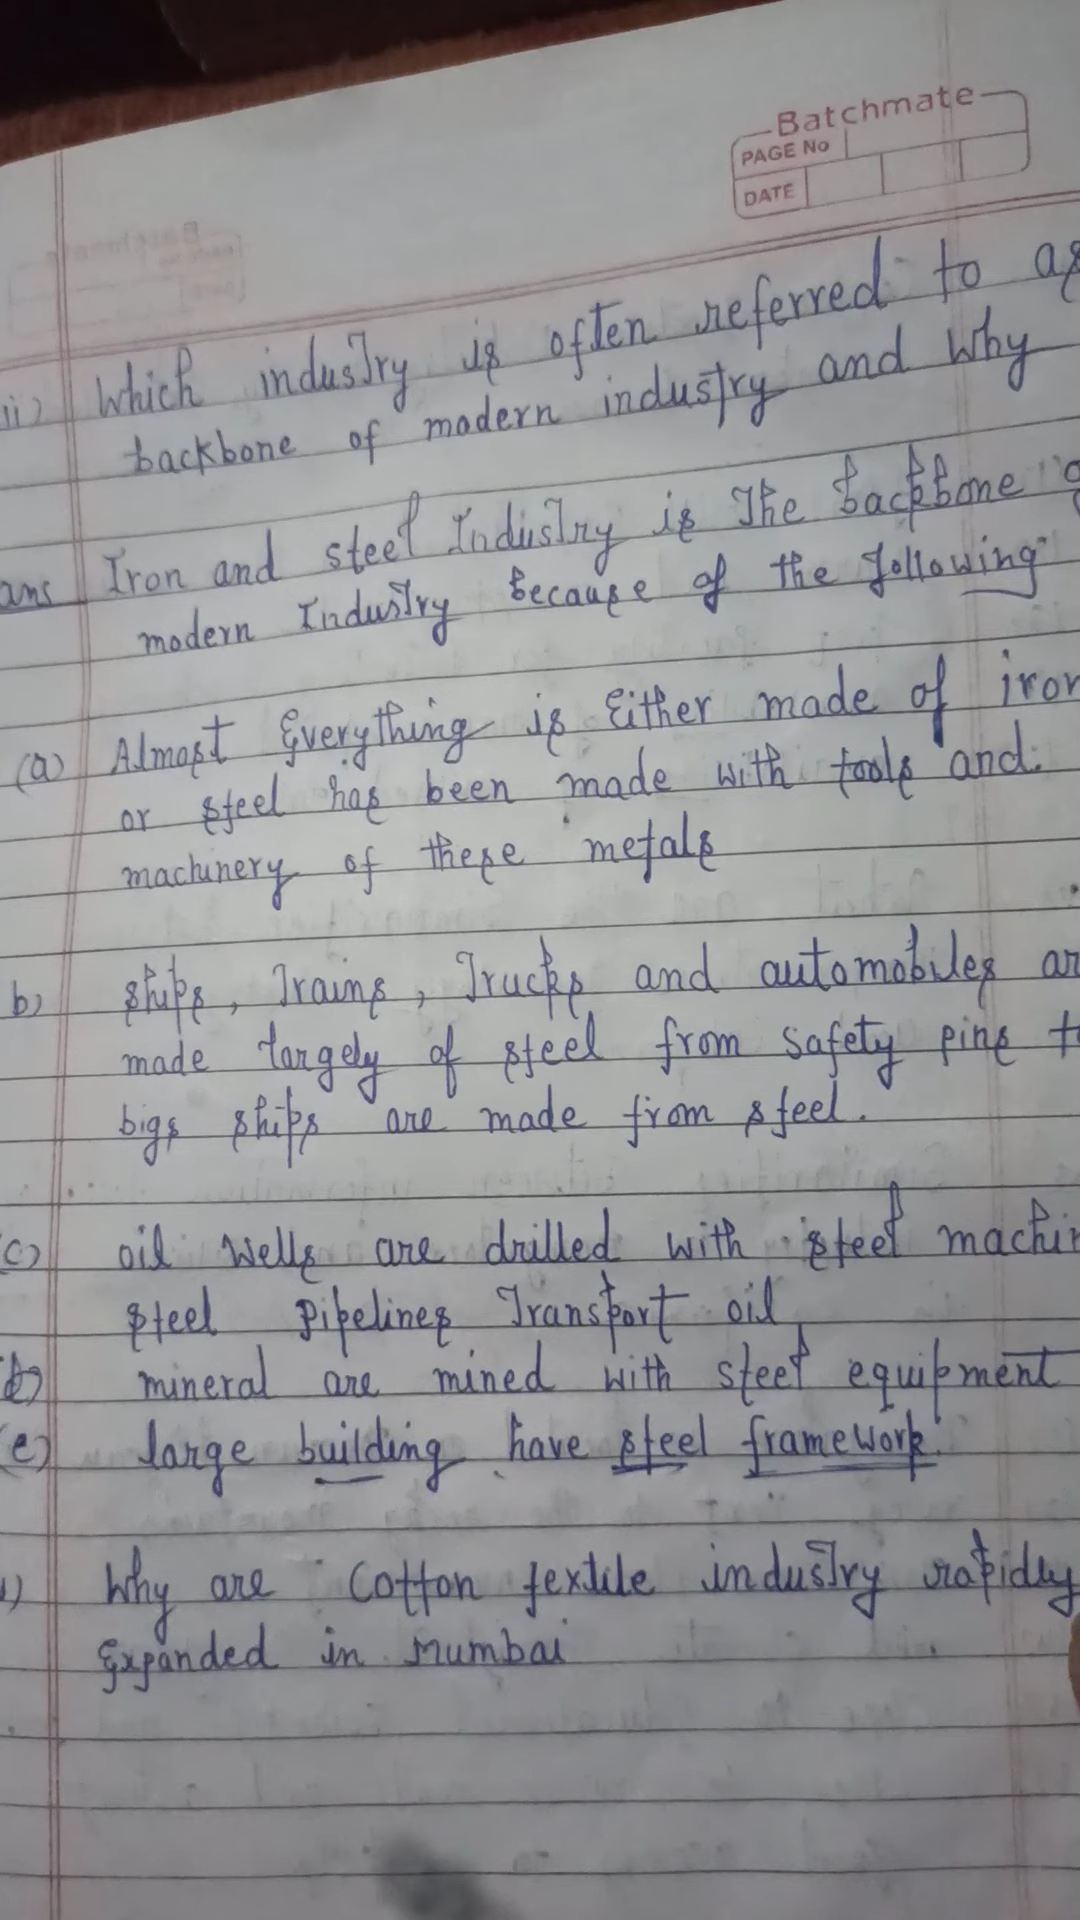 Batchmate
PAGE No
DATE
ii) Which industry is often referred to as
backbone of modern industry and why
ans Iron and steel Industry is The backbone
modern Industry because of the following
(a) Almost Everything is Either made of iron
or steel has been made with tools and
machinery of these metals
b) ships, Trains, Trucks and automobiles ar
made largely of steel from safety pins t
bigs ships are made from steel.
(c) oil wells are drilled with steel machin
steel pipelines Transport oil
mineral are mined with steel equipment
(e) large building have steel framework
Why are cotton textile industry rapidly
Expanded in Mumbai